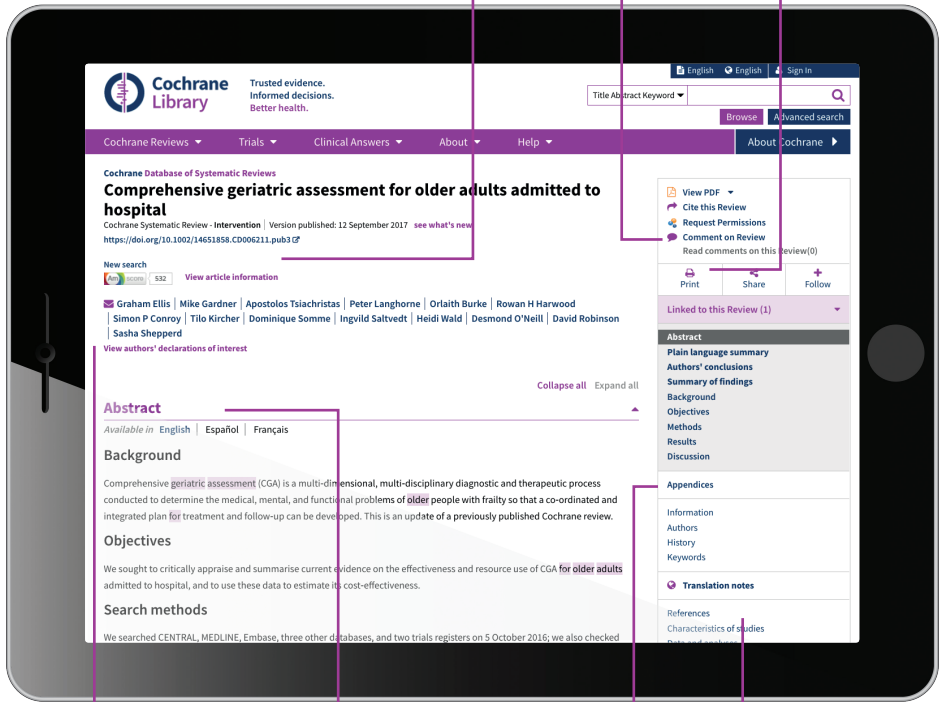 English English Sign In
Cochrane
Library
Trusted evidence.
Informed decisions.
Better health.
Title Abstract Keyword
Browse Advanced search
Cochrane Reviews Trials Clinical Answers About Help About Cochrane
Cochrane Database of Systematic Reviews
Comprehensive geriatric assessment for older adults admitted to
hospital
Cochrane Systematic Review - Intervention | Version published: 12 September 2017 see what's new
https://doi.org/10.1002/14651858.CD006211.pub3
New search
Am score 532 View article information
Graham Ellis | Mike Gardner | Apostolos Tsiachristas | Peter Langhorne | Orlaith Burke | Rowan H Harwood
| Simon P Conroy | Tilo Kircher | Dominique Somme | Ingvild Saltvedt | Heidi Wald | Desmond O'Neill | David Robinson
| Sasha Shepperd
View authors' declarations of interest
Collapse all Expand all
Abstract
Available in English | Español | Français
Background
Comprehensive geriatric assessment (CGA) is a multi-dimensional, multi-disciplinary diagnostic and therapeutic process
conducted to determine the medical, mental, and functional problems of older people with frailty so that a co-ordinated and
integrated plan for treatment and follow-up can be developed. This is an update of a previously published Cochrane review.
Objectives
We sought to critically appraise and summarise current evidence on the effectiveness and resource use of CGA for older adults
admitted to hospital, and to use these data to estimate its cost-effectiveness.
Search methods
We searched CENTRAL, MEDLINE, Embase, three other databases, and two trials registers on 5 October 2016; we also checked
View PDF
Cite this Review
Request Permissions
Comment on Review
Read comments on this Review(0)
Print Share Follow
Linked to this Review (1)
Abstract
Plain language summary
Authors' conclusions
Summary of findings
Background
Objectives
Methods
Results
Discussion
Appendices
Information
Authors
History
Keywords
Translation notes
References
Characteristics of studies
Data and analyses